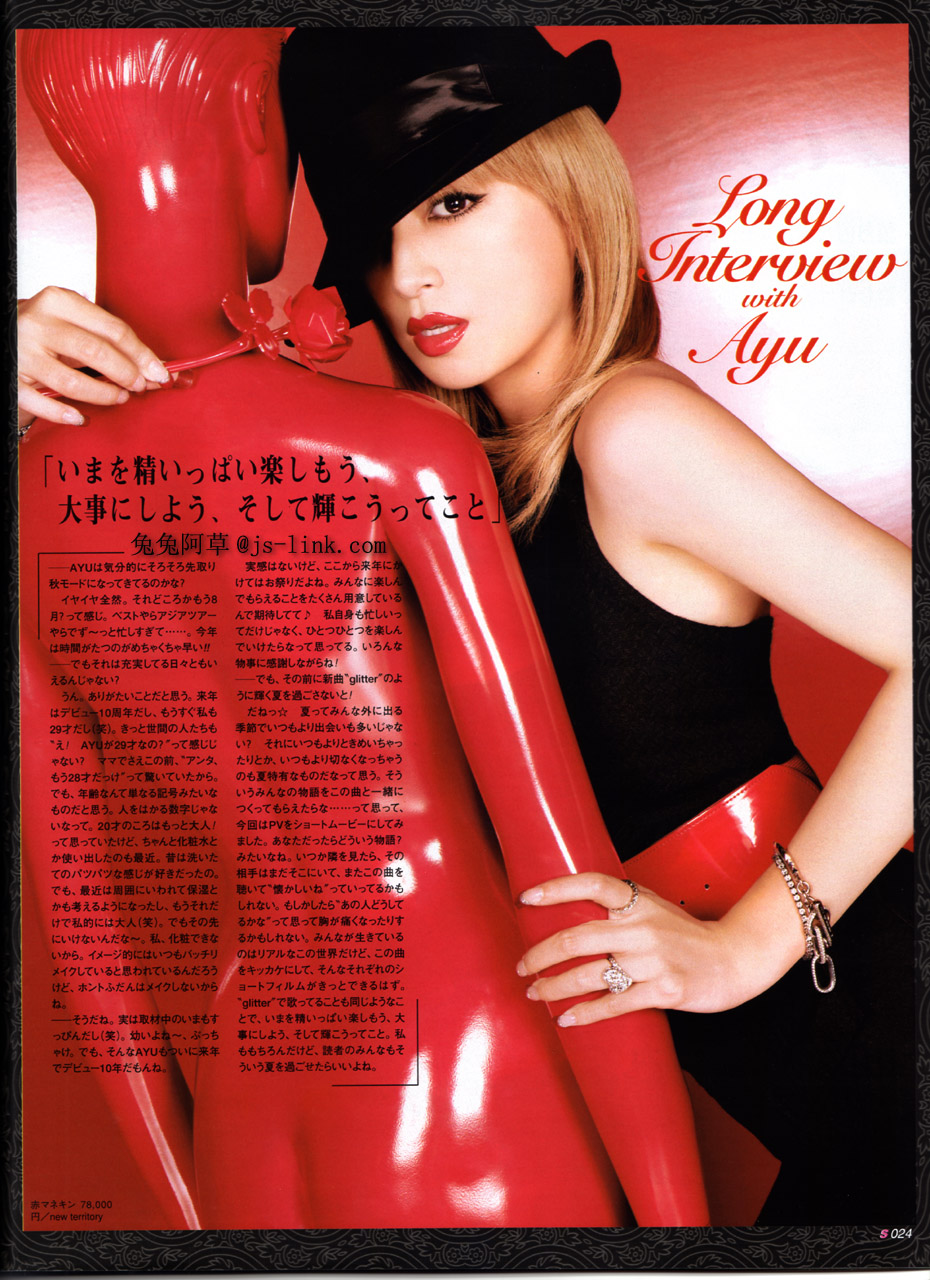 Long
Interview
with
Ayu
「いまを精いっぱい楽しもう、
大事にしよう、そして輝こうってこと」
兔兔阿草@js-link.com
──AYUは気分的にそろそろ先取り
秋モードになってきてるのかな?
イヤイヤ全然。それどころかもう8
月?って感じ。ベストやらアジアツアー
やらでず〜っと忙しすぎて……。今年
は時間がたつのがめちゃくちゃ早い!!
──でもそれは充実してる日々ともい
えるんじゃない?
うん。ありがたいことだと思う。来年
はデビュー10周年だし、もうすぐ私も
29才だし(笑)。きっと世間の人たちも
“え! AYUが29才なの?”って感じじ
ゃない? ママでさえこの前、“アンタ、
もう28才だっけ”って驚いていたから。
でも、年齢なんて単なる記号みたいな
ものだと思う。人をはかる数字じゃな
いなって。20才のころはもっと大人!
って思っていたけど、ちゃんと化粧水と
か使い出したのも最近。昔は洗いた
てのパツパツな感じが好きだったの。
でも、最近は周囲にいわれて保湿と
かも考えるようになったし、もうそれだ
けで私的には大人(笑)。でもその先
にいけないんだな〜。私、化粧できな
いから。イメージ的にはいつもバッチリ
メイクしていると思われているんだろう
けど、ホントふだんはメイクしないから
ね。
──そうだね。実は取材中のいまもす
っぴんだし(笑)。幼いよね〜、ぶっち
ゃけ。でも、そんなAYUもついに来年
でデビュー10年だもんね。
実感はないけど、ここから来年にか
けてはお祭りだよね。みんなに楽しん
でもらえることをたくさん用意している
んで期待してて♪ 私自身も忙しいっ
てだけじゃなく、ひとつひとつを楽しん
でいけたらなって思ってる。いろんな
物事に感謝しながらね!
──でも、その前に新曲“glitter”のよ
うに輝く夏を過ごさないと!
だねっ☆ 夏ってみんな外に出る
季節でいつもより出会いも多いじゃな
い? それにいつもよりときめいちゃっ
たりとか、いつもより切なくなっちゃう
のも夏特有なものだなって思う。そう
いうみんなの物語をこの曲と一緒に
つくってもらえたらな……って思って、
今回はPVをショートムービーにしてみ
ました。あなただったらどういう物語?
みたいなね。いつか隣を見たら、その
相手はまだそこにいて、またこの曲を
聴いて“懐かしいね”っていってるかも
しれない。もしかしたら“あの人どうして
るかな”って思って胸が痛くなったりす
るかもしれない。みんなが生きている
のはリアルなこの世界だけど、この曲
をキッカケにして、そんなそれぞれのシ
ョートフィルムがきっとできるはず。
“glitter”で歌ってることも同じようなこ
とで、いまを精いっぱい楽しもう、大
事にしよう、そして輝こうってこと。私
ももちろんだけど、読者のみんなもそ
ういう夏を過ごせたらいいよね。
赤マネキン 78,000
円/new territory
S 024